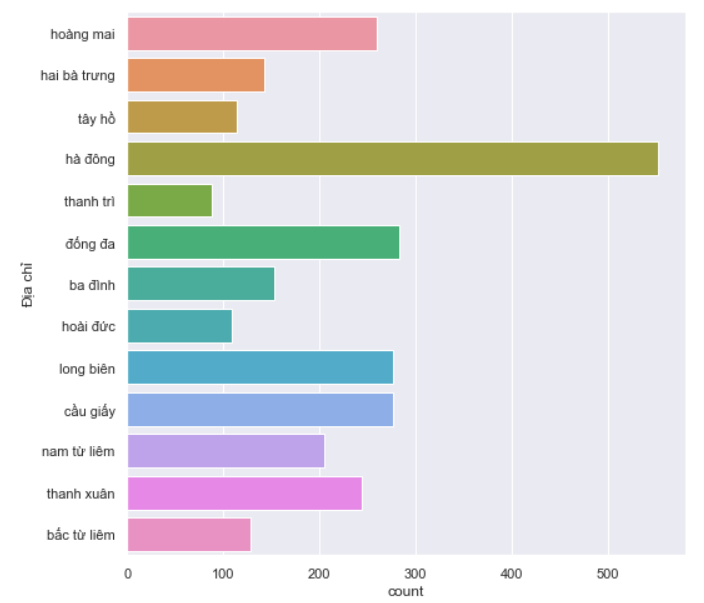 hoàng mai
hai bà trưng
tây hồ
hà đông
thanh trì
đống đa
ba đình
hoài đức
long biên
cầu giấy
nam từ liêm
thanh xuân
bắc từ liêm
Địa chỉ
0 100 200 300 400 500
count